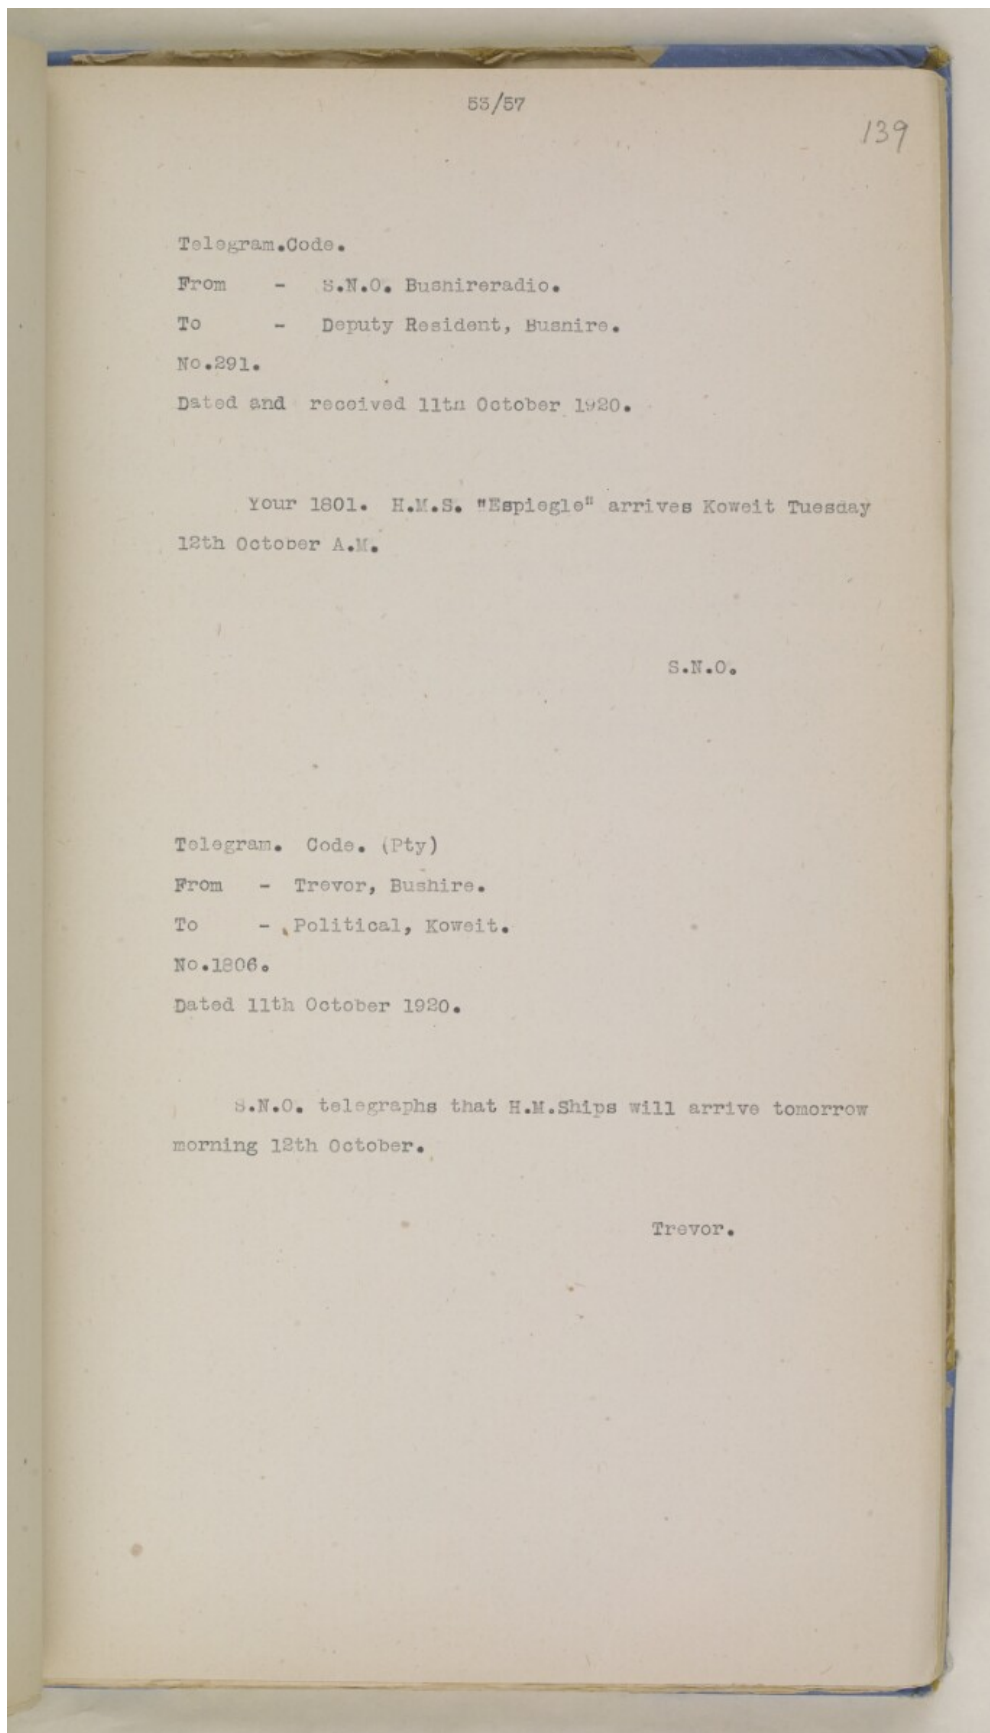 53/57
139
Telegram.Code.
From - S.N.O. Bushireradio.
To - Deputy Resident, Bushire.
No.291.
Dated and received 11th October 1920.
Your 1801. H.M.S. "Espiegle" arrives Koweit Tuesday
12th October A.M.
S.N.O.
Telegram. Code. (Pty)
From - Trevor, Bushire.
To - Political, Koweit.
No.1806.
Dated 11th October 1920.
S.N.O. telegraphs that H.M.Ships will arrive tomorrow
morning 12th October.
Trevor.